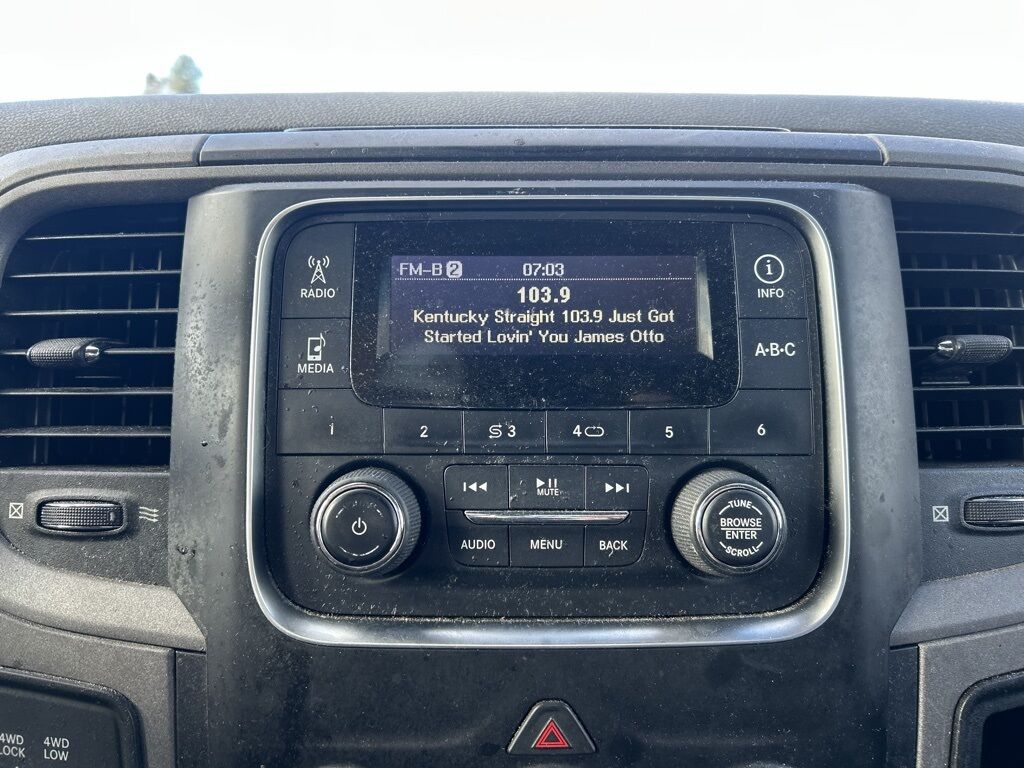 FM-B 2 07:03
103.9
Kentucky Straight 103.9 Just Got
Started Lovin' You James Otto
RADIO
INFO
MEDIA
A•B•C
1 2 3 4 5 6
MUTE
AUDIO MENU BACK
TUNE
BROWSE
ENTER
SCROLL
4WD
LOCK
4WD
LOW